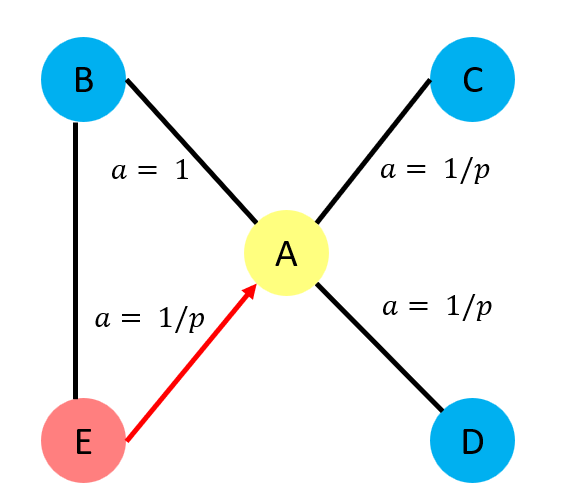 B
C
a = 1
a = 1/p
A
a = 1/p
a = 1/p
E
D